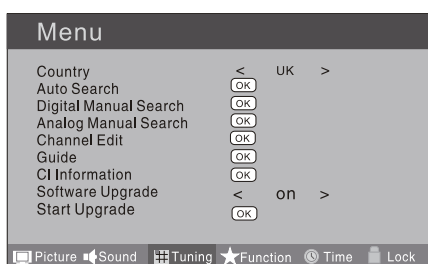 Menu
Country < UK >
Auto Search OK
Digital Manual Search OK
Analog Manual Search OK
Channel Edit OK
Guide OK
CI Information OK
Software Upgrade < on >
Start Upgrade OK
Picture Sound Tuning Function Time Lock